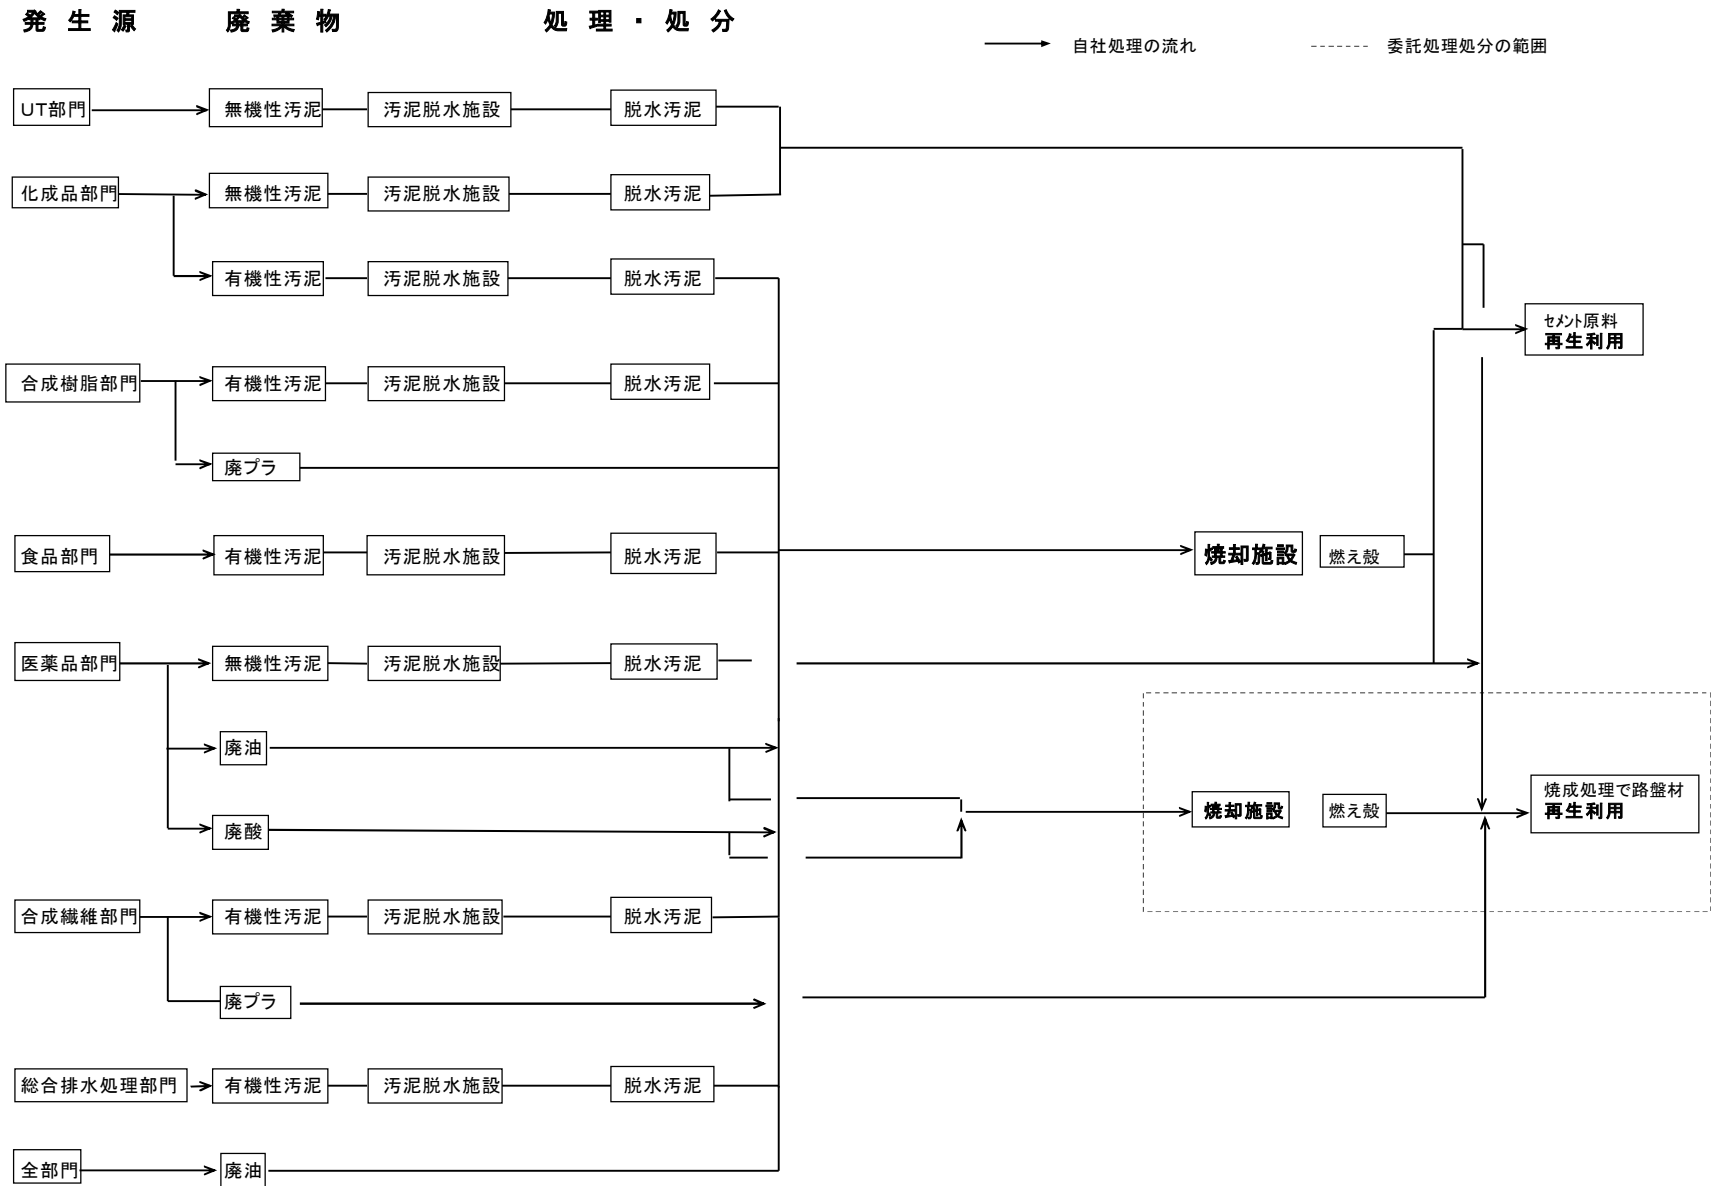 発 生 源 廃 棄 物 処 理 ・ 処 分
自社処理の流れ 委託処理処分の範囲
UT部門 無機性汚泥 汚泥脱水施設 脱水汚泥
化成品部門 無機性汚泥 汚泥脱水施設 脱水汚泥
有機性汚泥 汚泥脱水施設 脱水汚泥
ｾﾒﾝﾄ原料
再生利用
合成樹脂部門 有機性汚泥 汚泥脱水施設 脱水汚泥
廃プラ
食品部門 有機性汚泥 汚泥脱水施設 脱水汚泥 焼却施設 燃え殻
医薬品部門 無機性汚泥 汚泥脱水施設 脱水汚泥
廃油
焼成処理で路盤材
焼却施設 燃え殻 再生利用
廃酸
合成繊維部門 有機性汚泥 汚泥脱水施設 脱水汚泥
廃プラ
総合排水処理部門 有機性汚泥 汚泥脱水施設 脱水汚泥
全部門 廃油